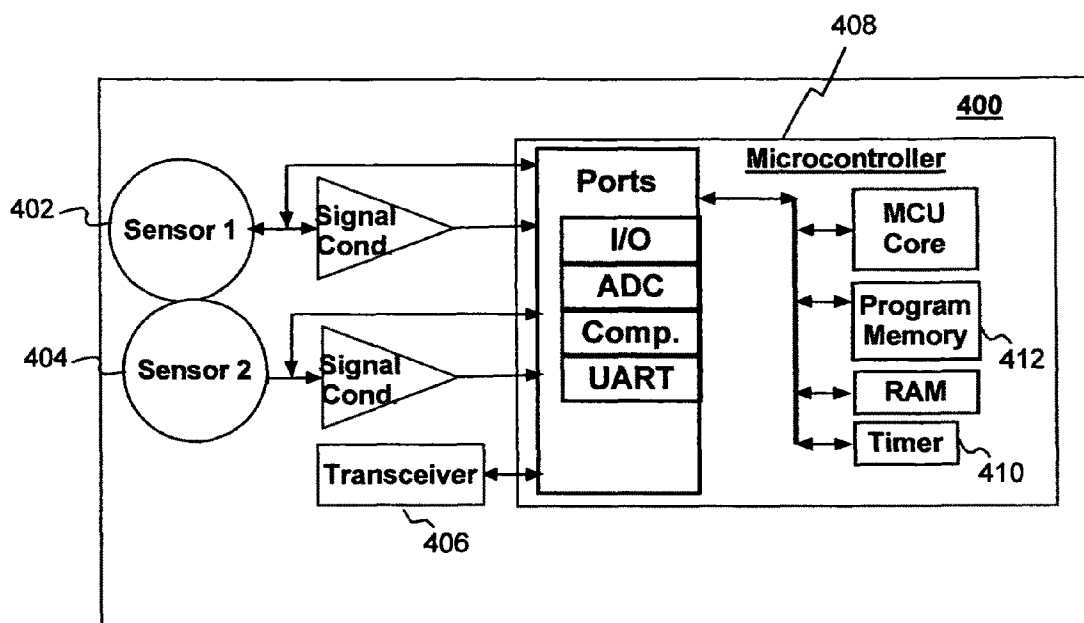 408
400
Microcontroller
402
Sensor 1
Signal
Cond.
Ports
I/O
ADC
Comp.
UART
MCU
Core
Program
Memory
412
RAM
Timer
410
404
Sensor 2
Signal
Cond.
Transceiver
406